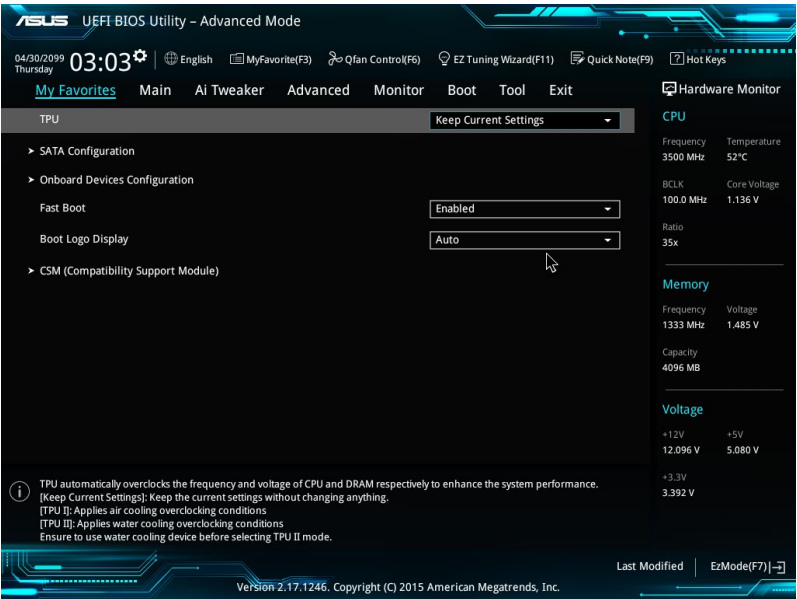 ASUS UEFI BIOS Utility – Advanced Mode
04/30/2099
Thursday
03:03
English
MyFavorite(F3)
Qfan Control(F6)
EZ Tuning Wizard(F11)
Quick Note(F9)
? Hot Keys
My Favorites Main Ai Tweaker Advanced Monitor Boot Tool Exit
TPU Keep Current Settings
> SATA Configuration
> Onboard Devices Configuration
Fast Boot Enabled
Boot Logo Display Auto
> CSM (Compatibility Support Module)
Hardware Monitor
CPU
Frequency Temperature
3500 MHz 52°C
BCLK Core Voltage
100.0 MHz 1.136 V
Ratio
35x
Memory
Frequency Voltage
1333 MHz 1.485 V
Capacity
4096 MB
Voltage
+12V +5V
12.096 V 5.080 V
+3.3V
3.392 V
i
TPU automatically overclocks the frequency and voltage of CPU and DRAM respectively to enhance the system performance.
[Keep Current Settings]: Keep the current settings without changing anything.
[TPU I]: Applies air cooling overclocking conditions
[TPU II]: Applies water cooling overclocking conditions
Ensure to use water cooling device before selecting TPU II mode.
Last Modified EzMode(F7)
Version 2.17.1246. Copyright (C) 2015 American Megatrends, Inc.